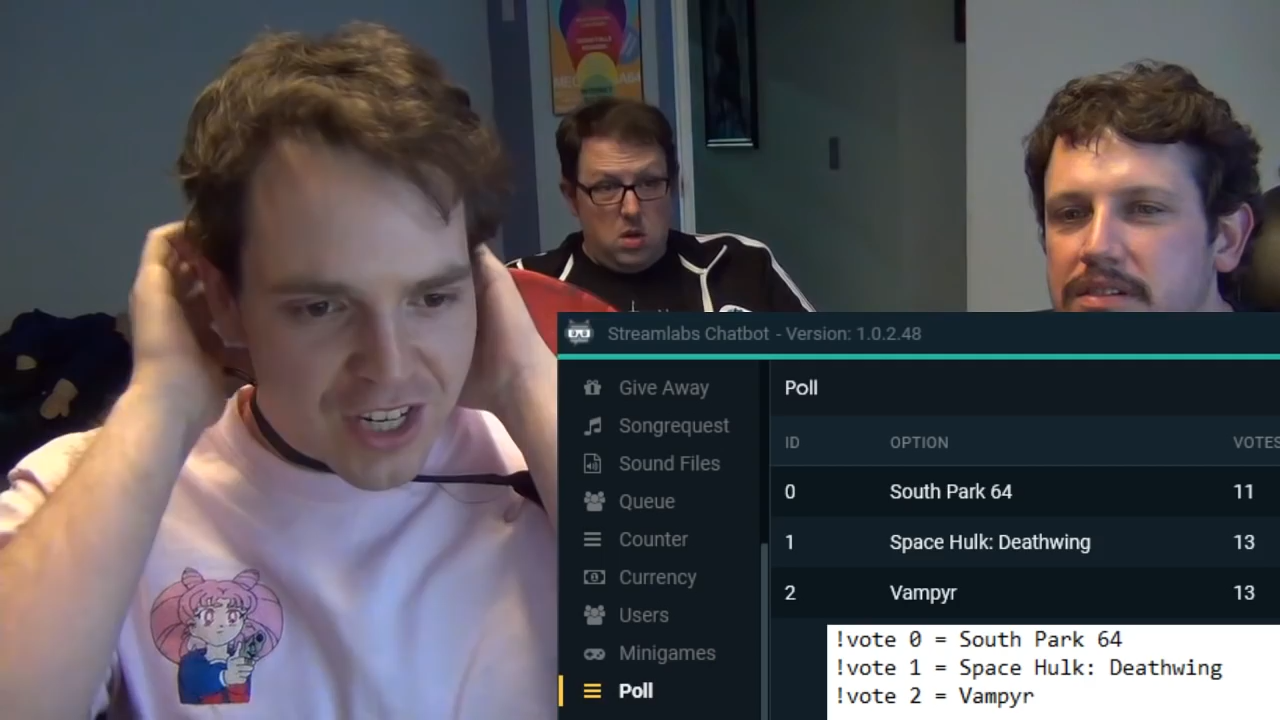 Streamlabs Chatbot - Version: 1.0.2.48
Give Away
Songrequest
Sound Files
Queue
Counter
Currency
Users
Minigames
Poll
Poll
ID OPTION VOTES
0 South Park 64 11
1 Space Hulk: Deathwing 13
2 Vampyr 13
!vote 0 = South Park 64
!vote 1 = Space Hulk: Deathwing
!vote 2 = Vampyr